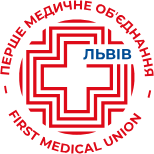 ПЕРШЕ МЕДИЧНЕ ОБ'ЄДНАННЯ
ЛЬВІВ
FIRST MEDICAL UNION